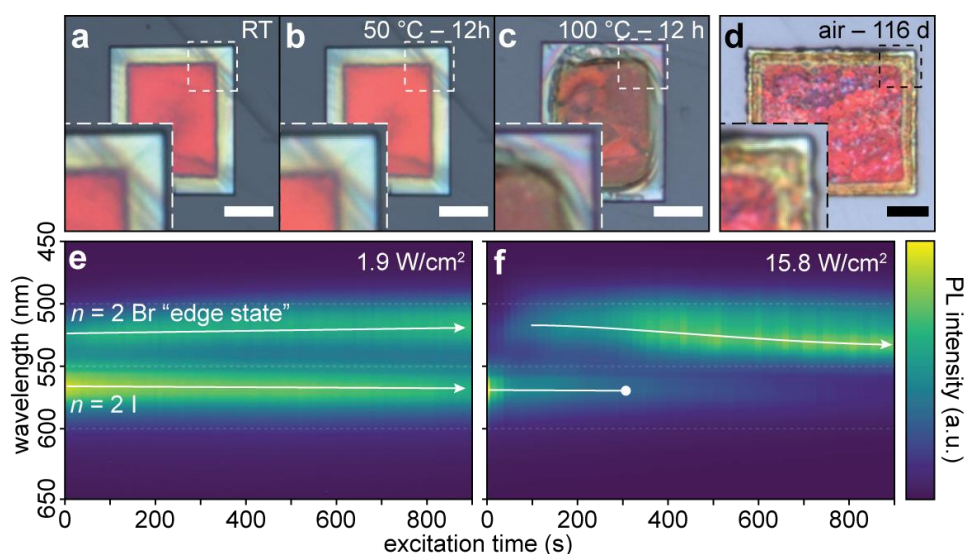 a RT
b 50 °C – 12h
c 100 °C – 12 h
d air – 116 d
e 1.9 W/cm²
f 15.8 W/cm²
n = 2 Br "edge state"
n = 2 I
wavelength (nm)
450
500
550
600
650
0 200 400 600 800
0 200 400 600 800
excitation time (s)
PL intensity (a.u.)